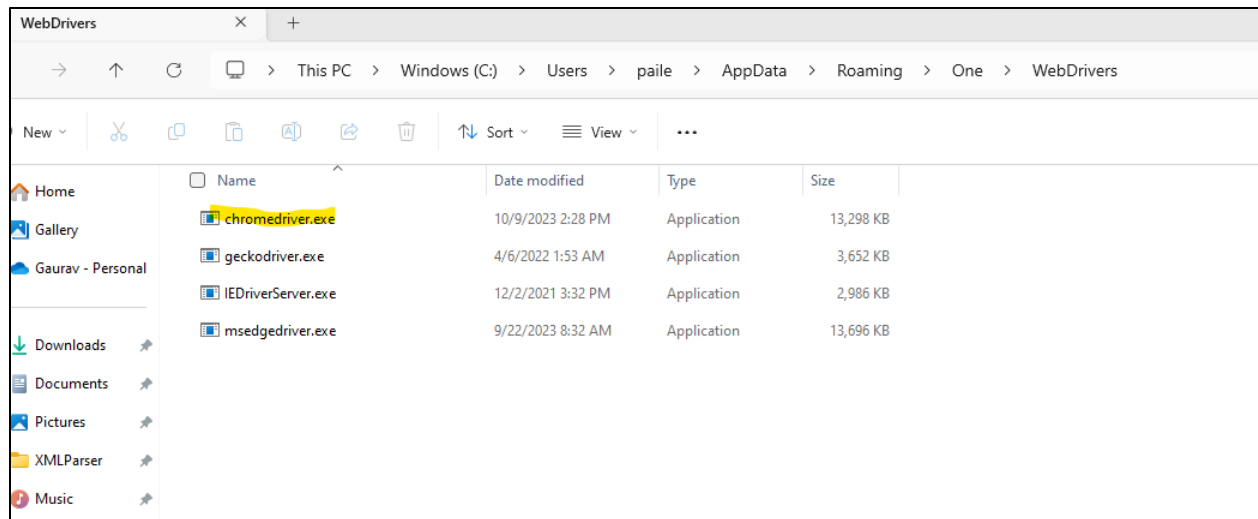 WebDrivers
This PC > Windows (C:) > Users > paile > AppData > Roaming > One > WebDrivers
New Sort View
Name Date modified Type Size
chromedriver.exe 10/9/2023 2:28 PM Application 13,298 KB
geckodriver.exe 4/6/2022 1:53 AM Application 3,652 KB
IEDriverServer.exe 12/2/2021 3:32 PM Application 2,986 KB
msedgedriver.exe 9/22/2023 8:32 AM Application 13,696 KB
Home
Gallery
Gaurav - Personal
Downloads
Documents
Pictures
XMLParser
Music